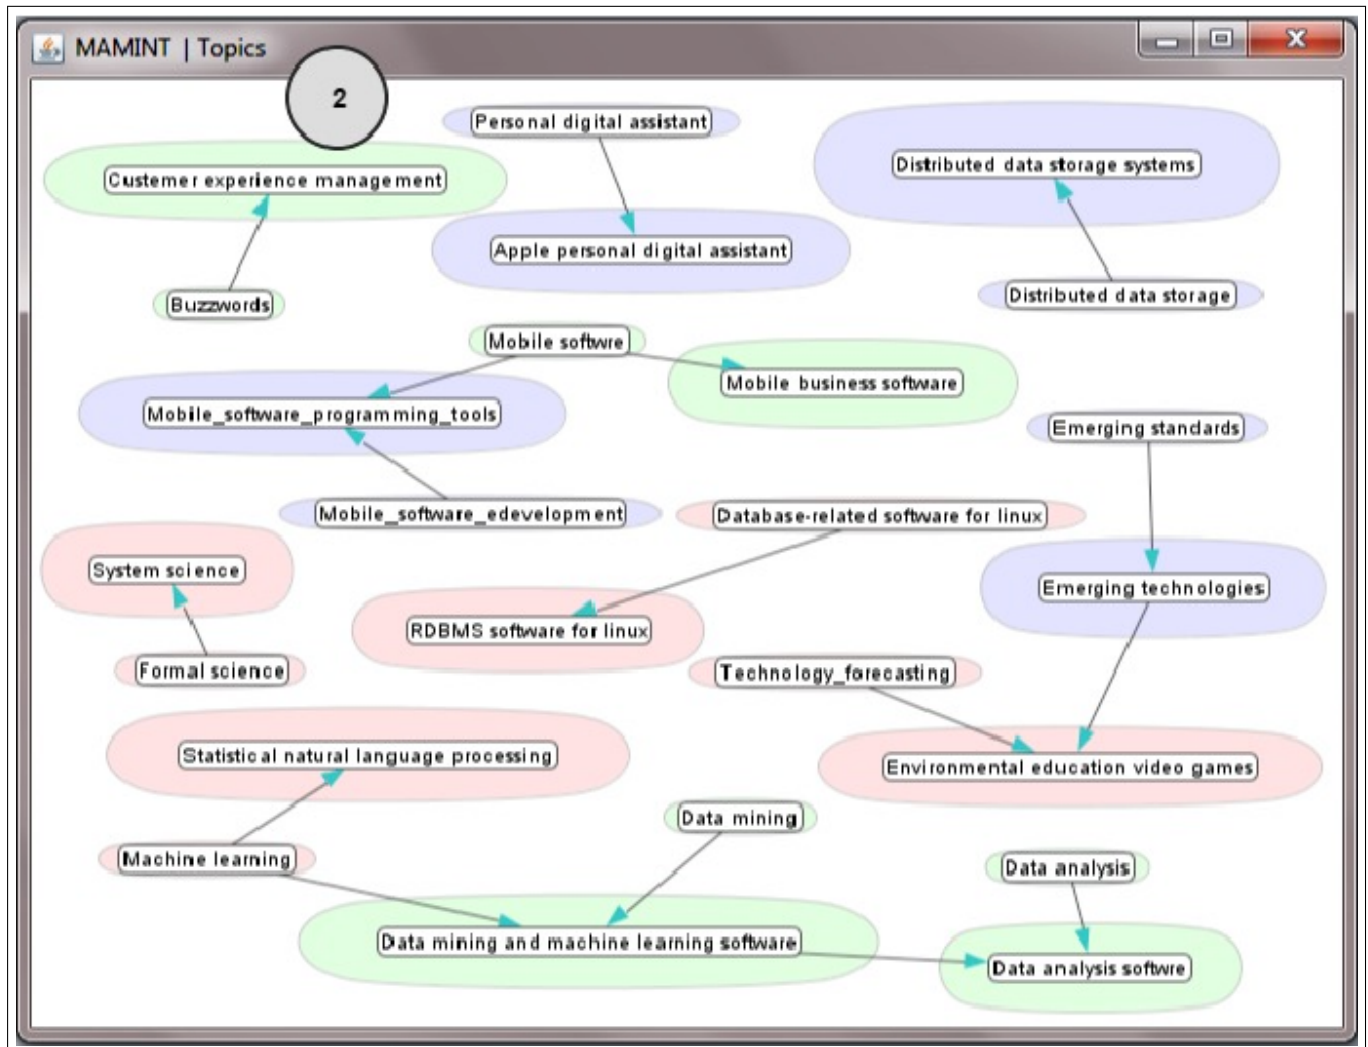 MAMINT | Topics
2
Personal digital assistant
Custemer experience management
Distributed data storage systems
Apple personal digital assistant
Buzzwords
Distributed data storage
Mobile softwre
Mobile business software
Mobile_software_programming_tools
Emerging standards
Mobile_software_edevelopment
Database-related software for linux
System science
Emerging technologies
RDBMS software for linux
Formal science
Technology_forecasting
Statistical natural language processing
Environmental education video games
Data mining
Machine learning
Data analysis
Data mining and machine learning software
Data analysis softwre